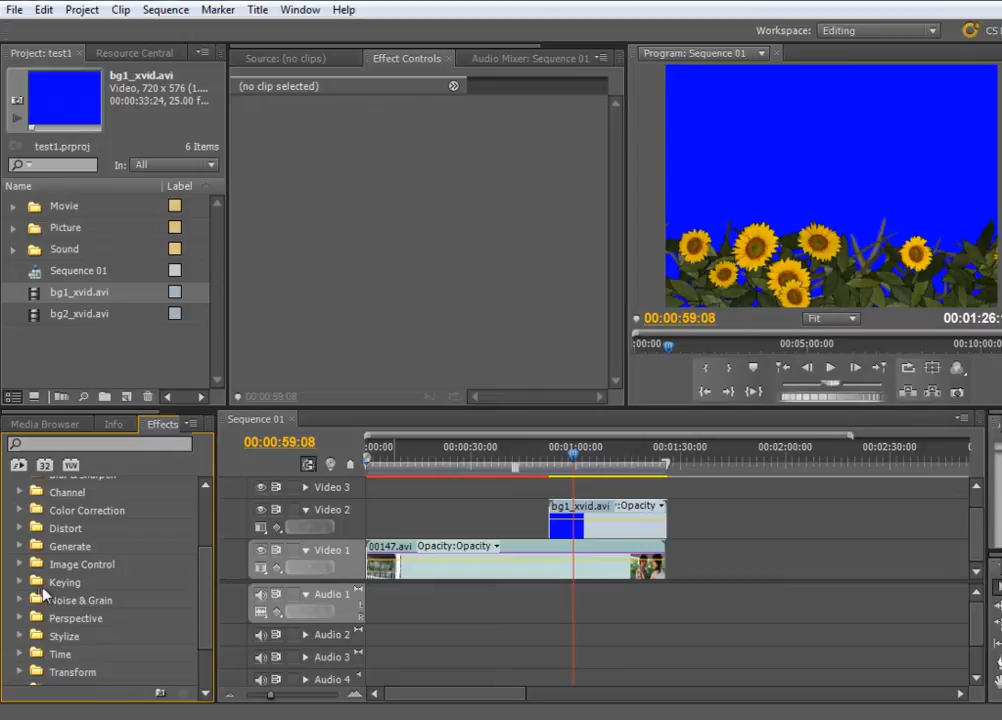 File Edit Project Clip Sequence Marker Title Window Help
Workspace: Editing CS
Project: test1 Resource Central
bg1_xvid.avi
Video, 720 x 576 (1....
00:00:33:24, 25.00 f...
test1.prproj 6 Items
In: All
Name Label
Movie
Picture
Sound
Sequence 01
bg1_xvid.avi
bg2_xvid.avi
Source: (no clips) Effect Controls Audio Mixer: Sequence 01
(no clip selected)
00:00:59:08
Program: Sequence 01
00:00:59:08 Fit 00:01:26:
:00:00 00:05:00:00 00:10:00:
Media Browser Info Effects
Channel
Color Correction
Distort
Generate
Image Control
Keying
Noise & Grain
Perspective
Stylize
Time
Transform
Sequence 01
00:00:59:08
:00:00 00:00:30:00 00:01:00:00 00:01:30:00 00:02:00:00 00:02:30:00
Video 3
Video 2 bg1_xvid.avi :Opacity
Video 1 00147.avi Opacity:Opacity
Audio 1
Audio 2
Audio 3
Audio 4